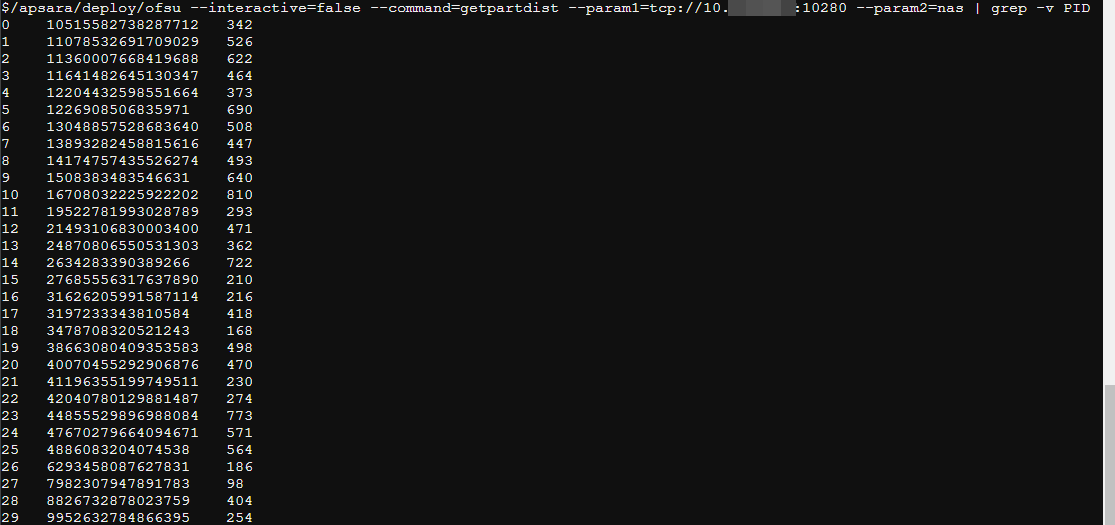 $/apsara/deploy/ofsu --interactive=false --command=getpartdist --param1=tcp://10. :10280 --param2=nas | grep -v PID
0 10515582738287712 342
1 11078532691709029 526
2 11360007668419688 622
3 11641482645130347 464
4 12204432598551664 373
5 1226908506835971 690
6 13048857528683640 508
7 13893282458815616 447
8 14174757435526274 493
9 1508383483546631 640
10 16708032225922202 810
11 19522781993028789 293
12 21493106830003400 471
13 24870806550531303 362
14 2634283390389266 722
15 27685556317637890 210
16 31626205991587114 216
17 3197233343810584 418
18 3478708320521243 168
19 38663080409353583 498
20 40070455292906876 470
21 41196355199749511 230
22 42040780129881487 274
23 44855529896988084 773
24 47670279664094671 571
25 4886083204074538 564
26 6293458087627831 186
27 7982307947891783 98
28 8826732878023759 404
29 9952632784866395 254